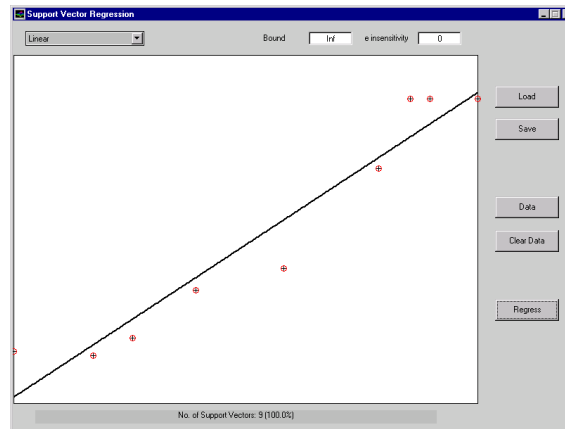 Support Vector Regression
Linear
Bound
Inf
e insensitivity
0
Load
Save
Data
Clear Data
Regress
No. of Support Vectors: 9 (100.0%)